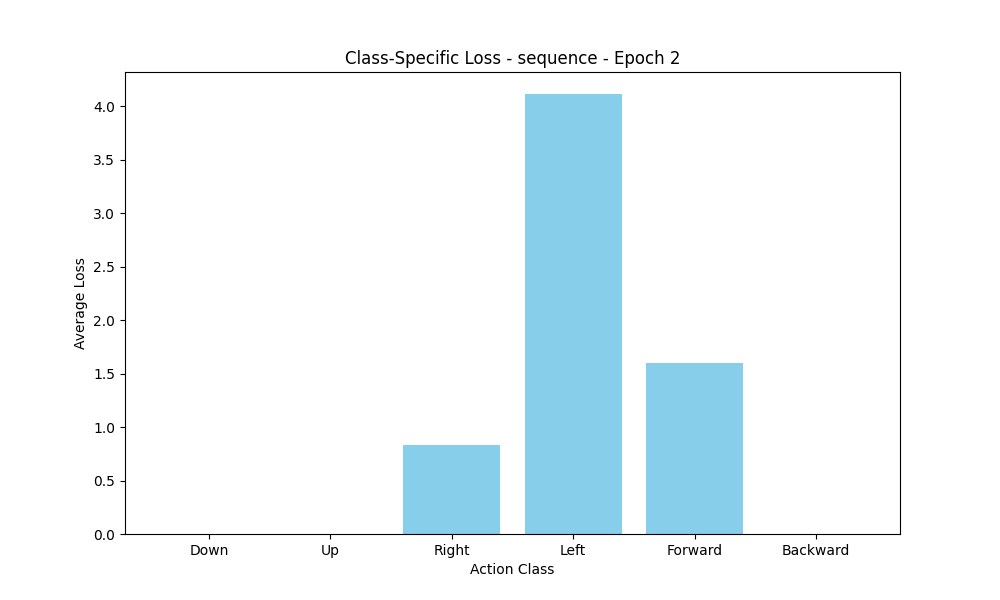 Class-Specific Loss - sequence - Epoch 2
Average Loss
4.0
3.5
3.0
2.5
2.0
1.5
1.0
0.5
0.0
Down Up Right Left Forward Backward
Action Class